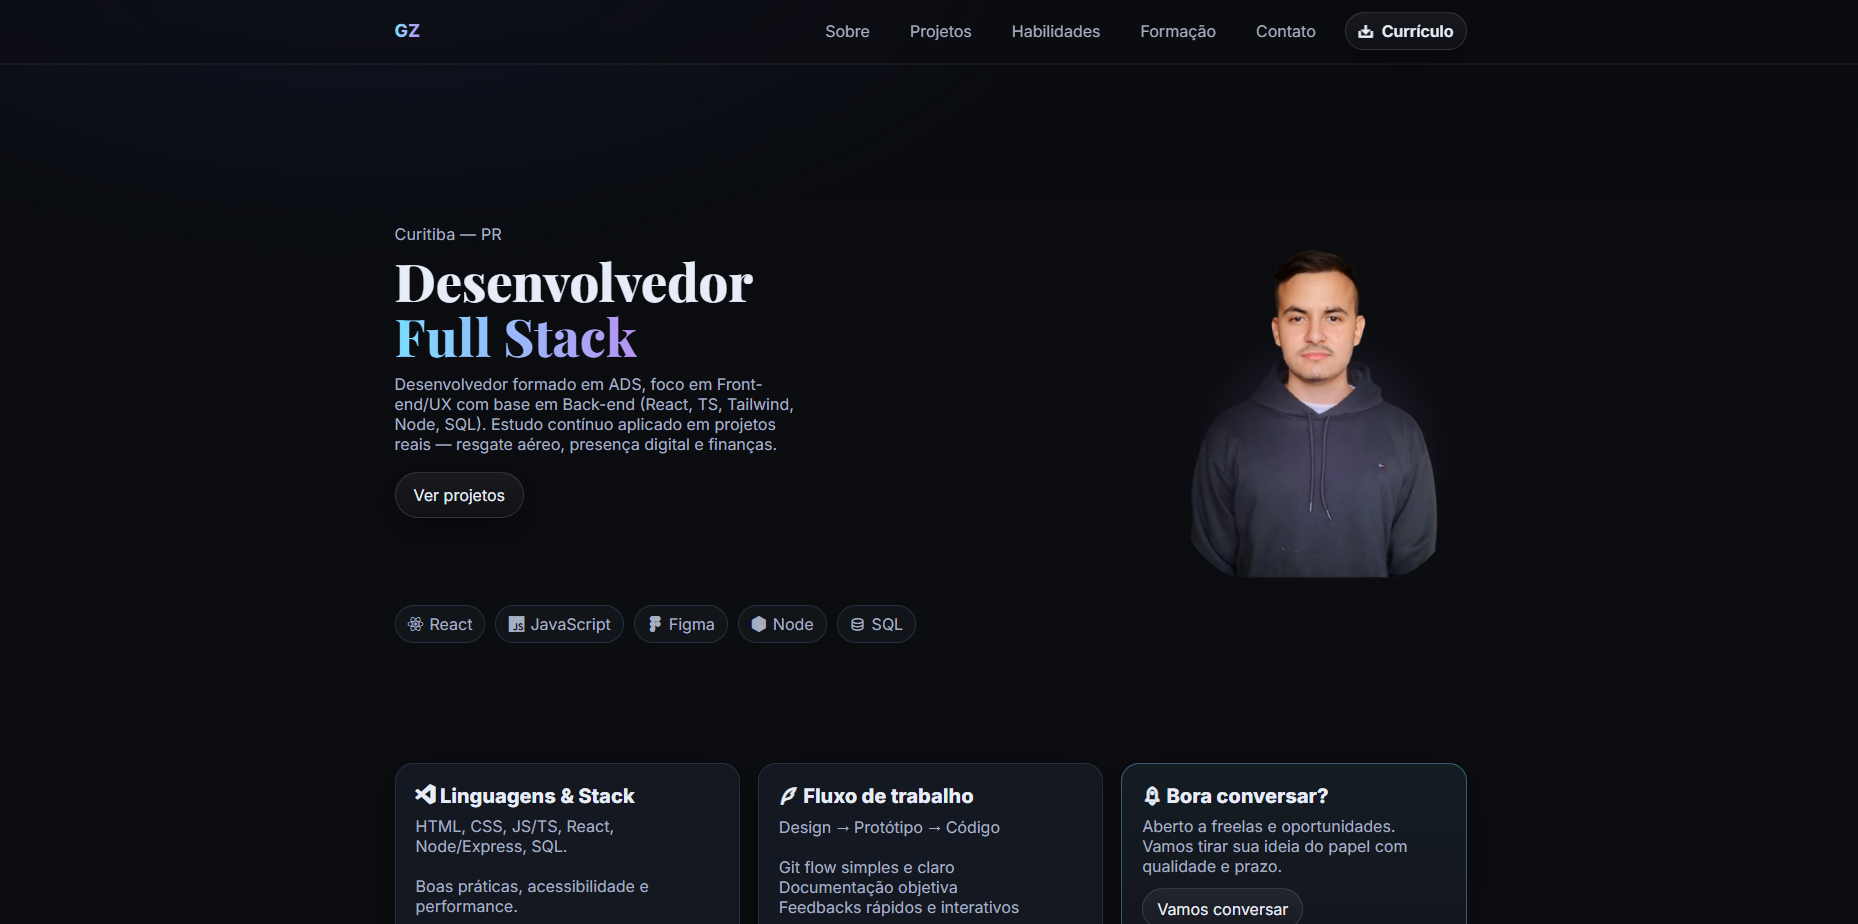 GZ
Sobre
Projetos
Habilidades
Formação
Contato
Currículo
Curitiba — PR
Desenvolvedor
Full Stack
Desenvolvedor formado em ADS, foco em Front-
end/UX com base em Back-end (React, TS, Tailwind,
Node, SQL). Estudo contínuo aplicado em projetos
reais — resgate aéreo, presença digital e finanças.
Ver projetos
React
JS JavaScript
Figma
Node
SQL
Linguagens & Stack
HTML, CSS, JS/TS, React,
Node/Express, SQL.
Boas práticas, acessibilidade e
performance.
Fluxo de trabalho
Design → Protótipo → Código
Git flow simples e claro
Documentação objetiva
Feedbacks rápidos e interativos
Bora conversar?
Aberto a freelas e oportunidades.
Vamos tirar sua ideia do papel com
qualidade e prazo.
Vamos conversar